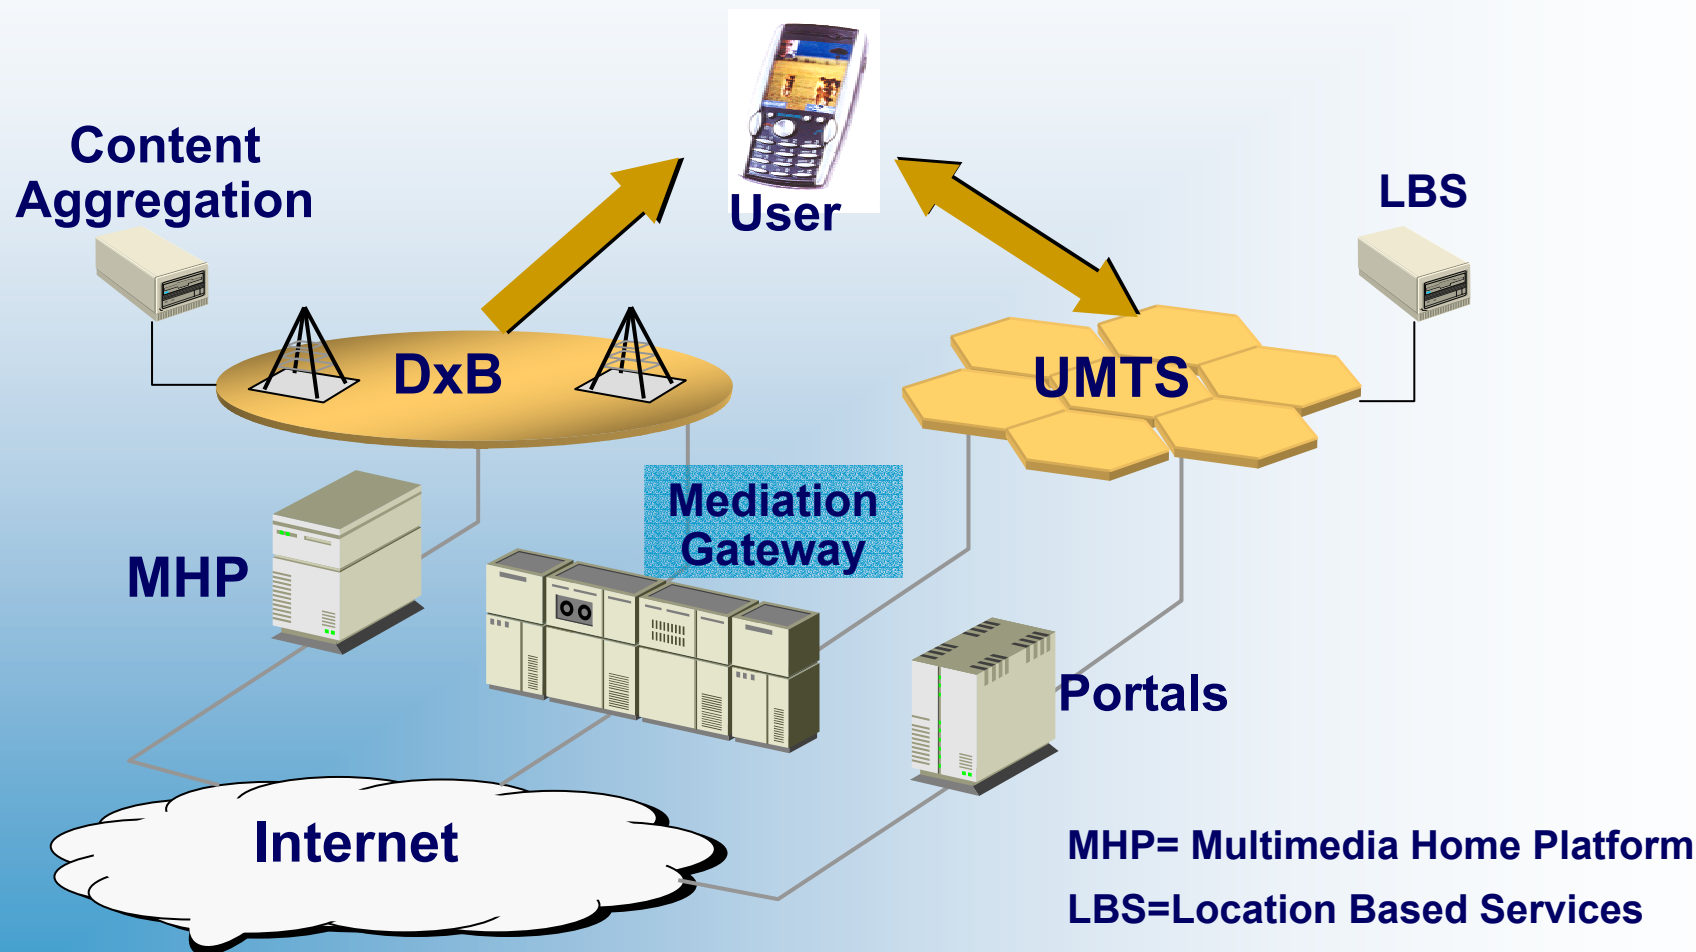 Content
Aggregation
User
LBS
DxB
UMTS
Mediation
Gateway
MHP
Portals
Internet
MHP= Multimedia Home Platform
LBS=Location Based Services